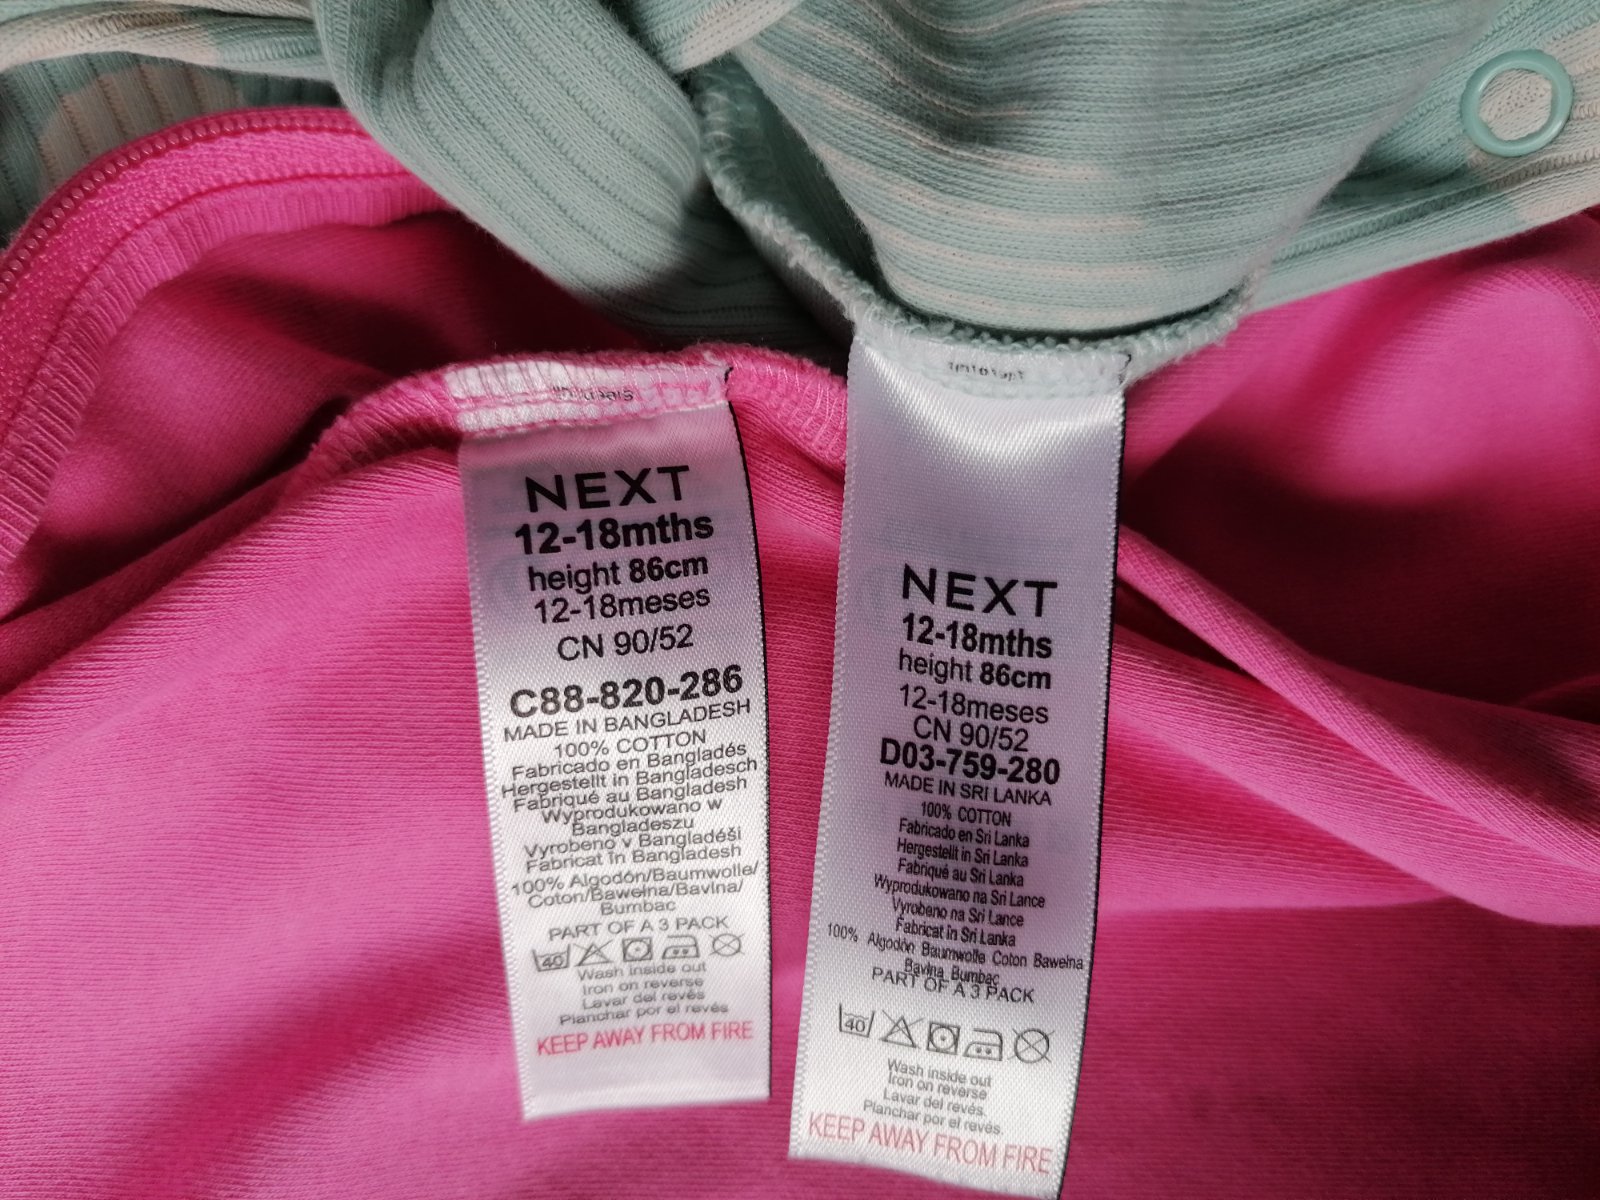 NEXT
12-18mths
height 86cm
12-18meses
CN 90/52
C88-820-286
MADE IN BANGLADESH
100% COTTON
Fabricado en Bangladés
Hergestellt in Bangladesch
Fabriqué au Bangladesh
Wyprodukowano w
Bangladeszu
Vyrobeno v Bangladéši
Fabricat în Bangladesh
100% Algodón/Baumwolle/
Coton/Bawełna/Bavlna/
Bumbac
PART OF A 3 PACK
40
Wash inside out
Iron on reverse
Lavar del revés
Planchar por el revés
KEEP AWAY FROM FIRE
NEXT
12-18mths
height 86cm
12-18meses
CN 90/52
D03-759-280
MADE IN SRI LANKA
100% COTTON
Fabricado en Sri Lanka
Hergestellt in Sri Lanka
Fabriqué au Sri Lanka
Wyprodukowano na Sri Lance
Vyrobeno na Sri Lance
Fabricat în Sri Lanka
100% Algodón Baumwolle Coton Bawełna
Bavlna Bumbac
PART OF A 3 PACK
40
Wash inside out
Iron on reverse
Lavar del revés.
Planchar por el revés.
KEEP AWAY FROM FIRE